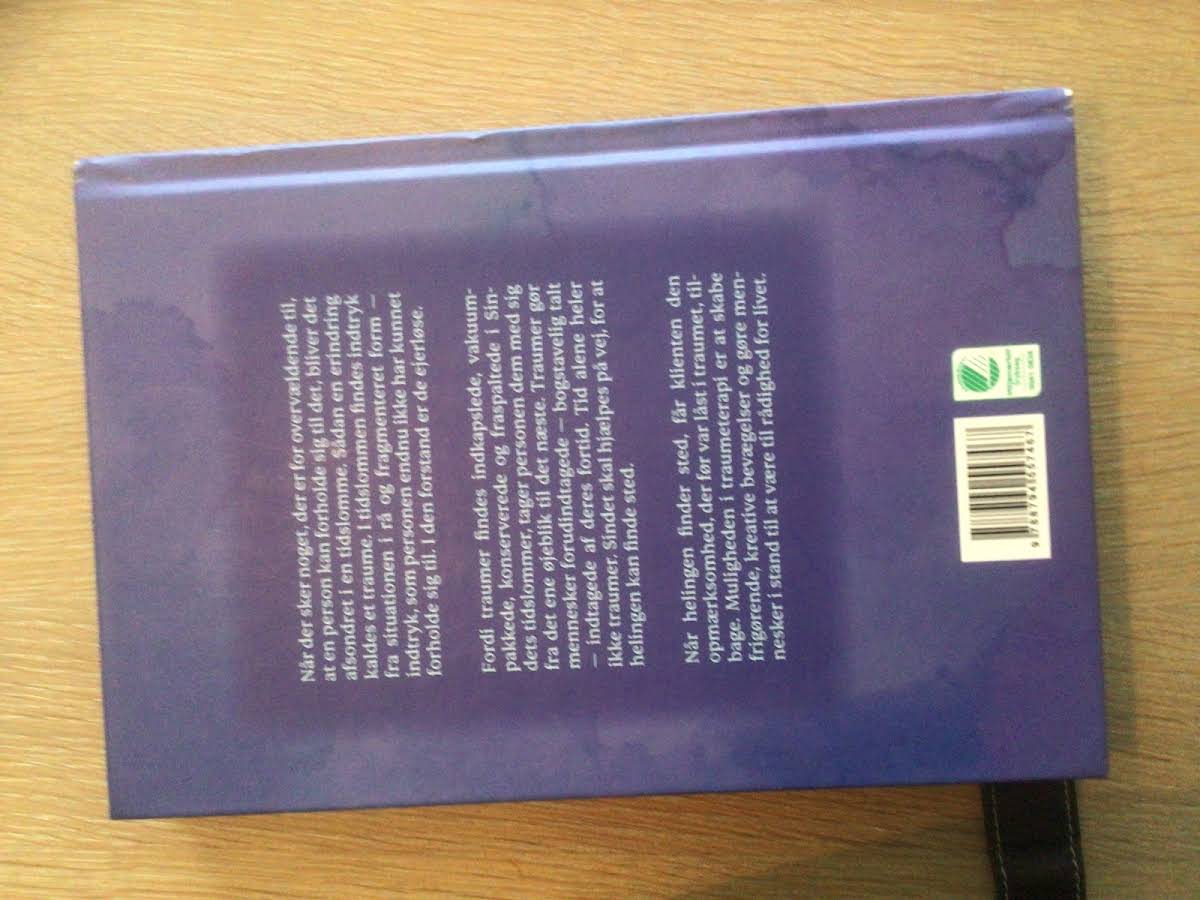 Når der sker noget, der er for overvældende til,
at en person kan forholde sig til det, bliver det
afsondret i en tidslomme. Sådan en erindring
kaldes et traume. I tidslommen findes indtryk
fra situationen i rå og fragmenteret form –
indtryk, som personen endnu ikke har kunnet
forholde sig til. I den forstand er de ejerløse.
Fordi traumer findes indkapslede, vakuum-
pakkede, konserverede og fraspaltede i Sin-
dets tidslommer, tager personen dem med sig
fra det ene øjeblik til det næste. Traumer gør
mennesker forudindtagede – bogstavelig talt
– indtagede af deres fortid. Tid alene heler
ikke traumer. Sindet skal hjælpes på vej, for at
helingen kan finde sted.
Når helingen finder sted, får klienten den
opmærksomhed, der før var låst i traumet, til-
bage. Muligheden i traumeterapi er at skabe
frigørende, kreative bevægelser og gøre men-
nesker i stand til at være til rådighed for livet.